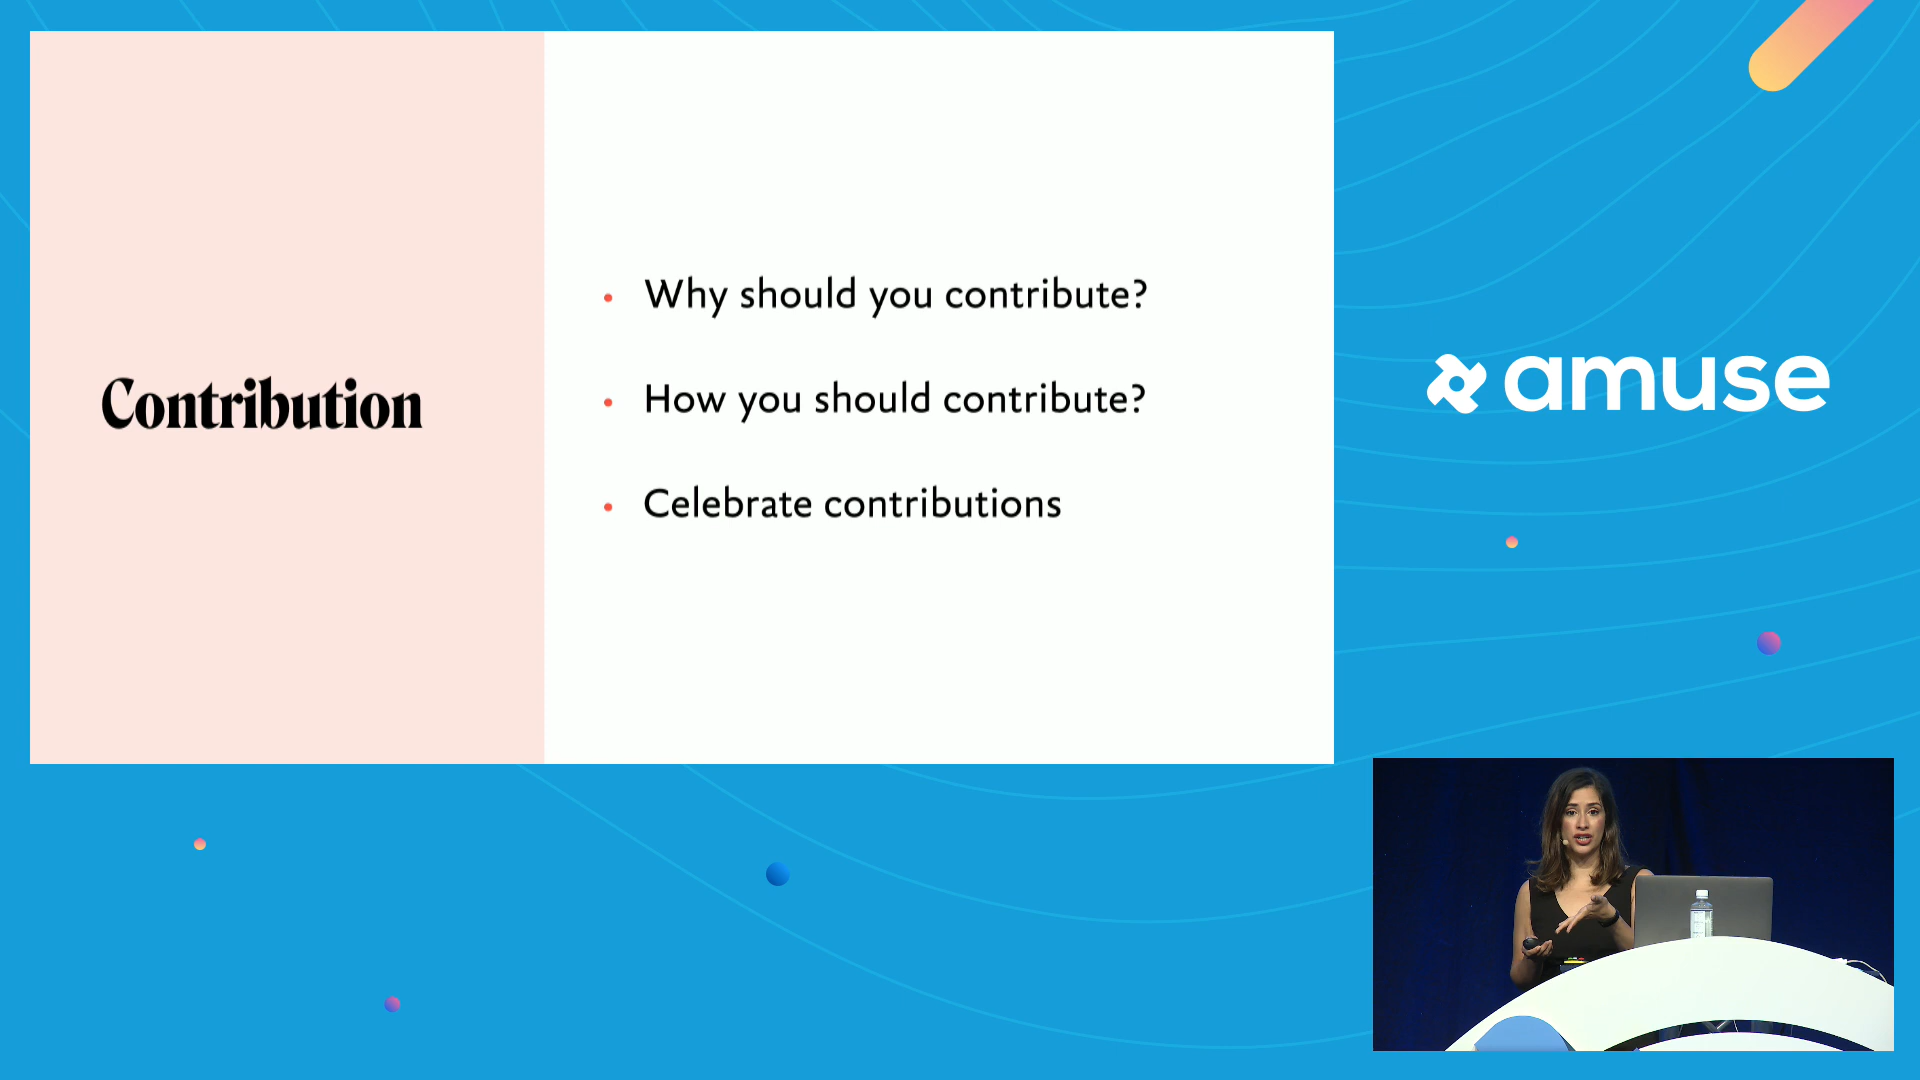 Contribution
Why should you contribute?
How you should contribute?
Celebrate contributions
amuse